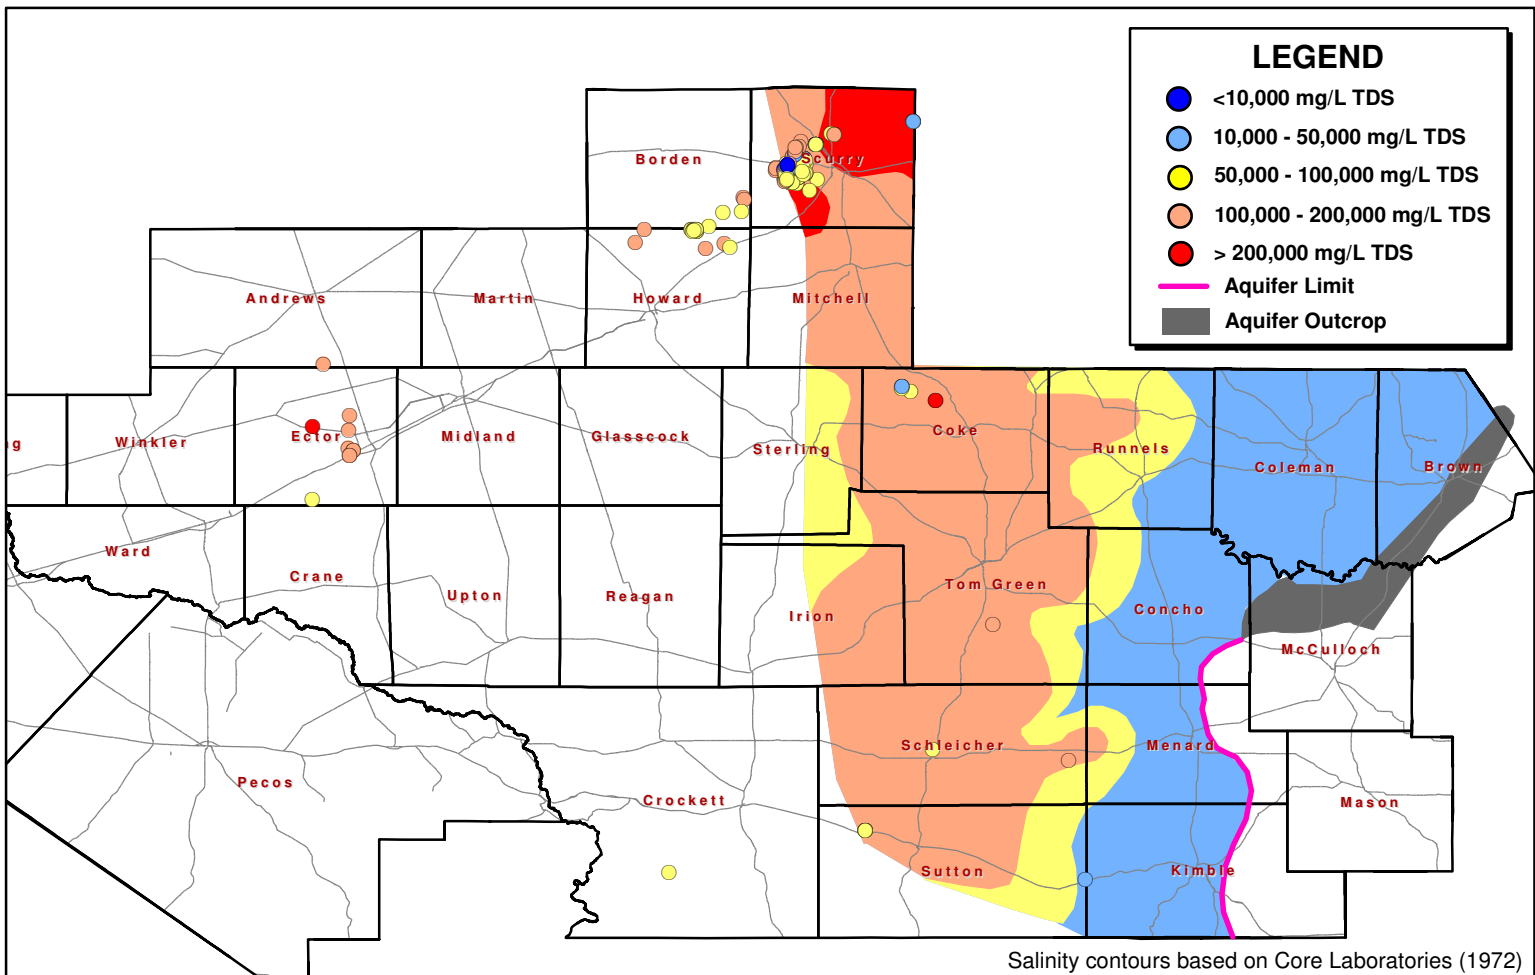 LEGEND
<10,000 mg/L TDS
10,000 - 50,000 mg/L TDS
50,000 - 100,000 mg/L TDS
100,000 - 200,000 mg/L TDS
> 200,000 mg/L TDS
Aquifer Limit
Aquifer Outcrop
Borden
Scurry
Andrews
Martin
Howard
Mitchell
ng
Winkler
Ector
Midland
Glasscock
Sterling
Coke
Runnels
Coleman
Brown
Ward
Crane
Upton
Reagan
Irion
Tom Green
Concho
McCulloch
Pecos
Crockett
Schleicher
Menard
Mason
Sutton
Kimble
Salinity contours based on Core Laboratories (1972)